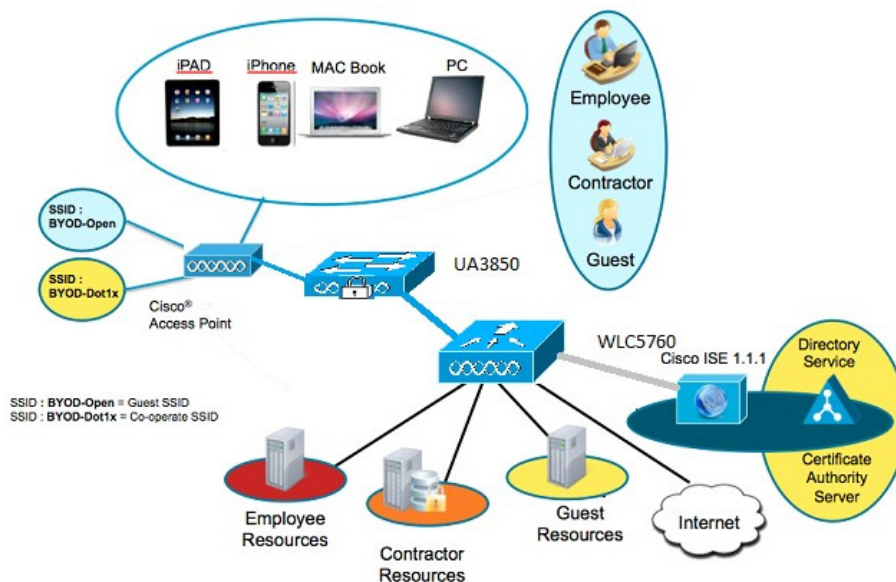 iPAD
iPhone
MAC Book
PC
Employee
Contractor
Guest
SSID :
BYOD-Open
SSID :
BYOD-Dot1x
Cisco®
Access Point
UA3850
WLC5760
Cisco ISE 1.1.1
Directory
Service
Certificate
Authority
Server
SSID : BYOD-Open = Guest SSID
SSID : BYOD-Dot1x = Co-operate SSID
Employee
Resources
Contractor
Resources
Guest
Resources
Internet